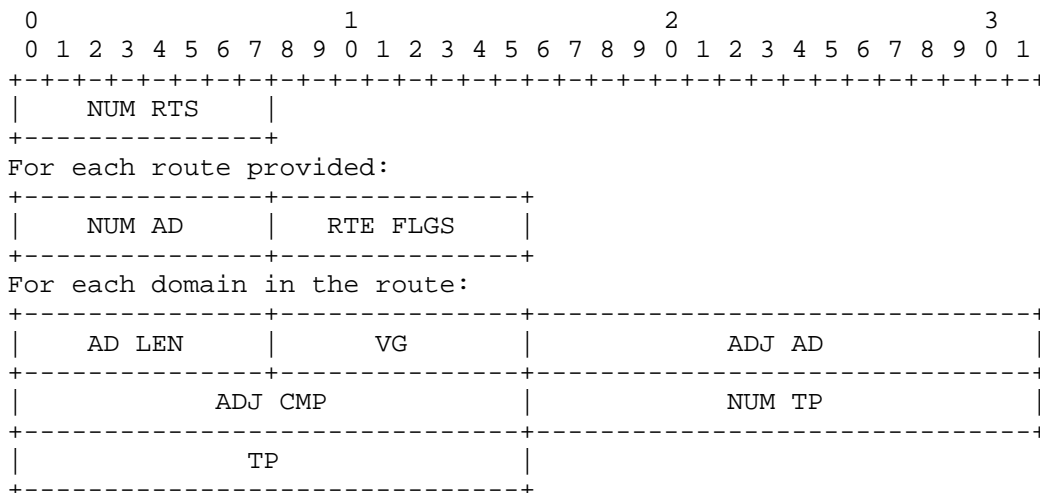 0                   1                   2                   3
 0 1 2 3 4 5 6 7 8 9 0 1 2 3 4 5 6 7 8 9 0 1 2 3 4 5 6 7 8 9 0 1
+-+-+-+-+-+-+-+-+-+-+-+-+-+-+-+-+-+-+-+-+-+-+-+-+-+-+-+-+-+-+-+-+
|    NUM RTS    |
+---------------+
For each route provided:
+---------------+---------------+
|    NUM AD     |   RTE FLGS    |
+---------------+---------------+
For each domain in the route:
+---------------+---------------+-------------------------------+
|    AD LEN     |      VG       |            ADJ AD             |
+---------------+---------------+-------------------------------+
|            ADJ CMP            |            NUM TP             |
+-------------------------------+-------------------------------+
|              TP               |
+-------------------------------+